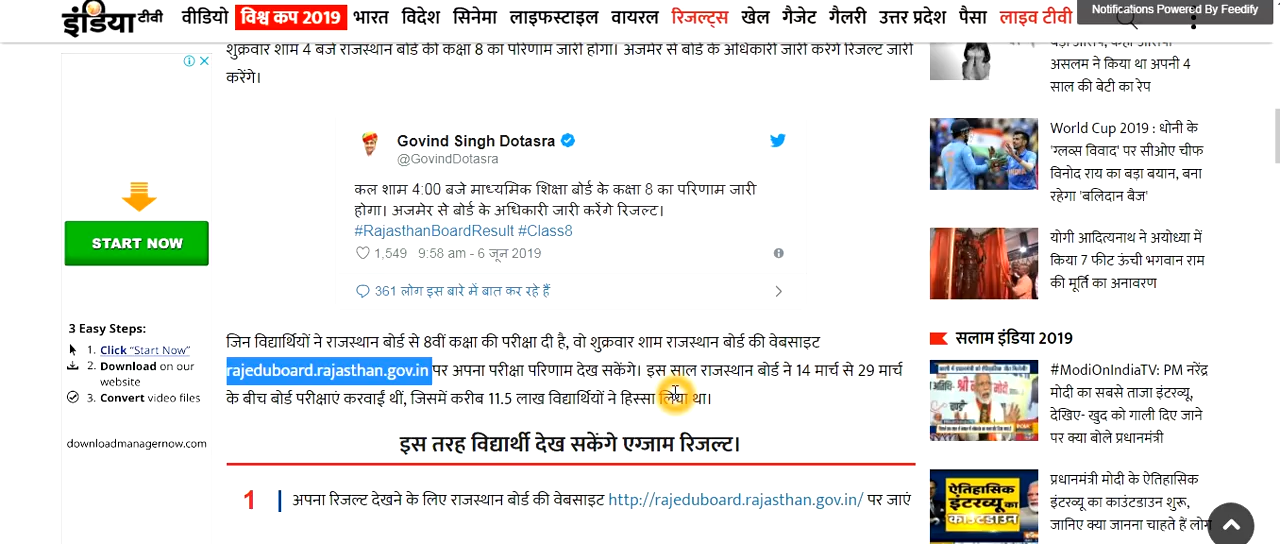 इंडिया टीवी
वीडियो विश्व कप 2019 भारत विदेश सिनेमा लाइफस्टाइल वायरल रिजल्ट्स खेल गैजेट गैलरी उत्तर प्रदेश पैसा लाइव टीवी
Notifications Powered By Feedify
शुक्रवार शाम 4 बजे राजस्थान बोर्ड की कक्षा 8 का परिणाम जारी होगा। अजमेर से बोर्ड के अधिकारी जारी करेंगे रिजल्ट जारी
करेंगे।
Govind Singh Dotasra
@GovindDotasra
कल शाम 4:00 बजे माध्यमिक शिक्षा बोर्ड के कक्षा 8 का परिणाम जारी
होगा। अजमेर से बोर्ड के अधिकारी जारी करेंगे रिजल्ट।
#RajasthanBoardResult #Class8
1,549 9:58 am - 6 जून 2019
361 लोग इस बारे में बात कर रहे हैं
जिन विद्यार्थियों ने राजस्थान बोर्ड से 8वीं कक्षा की परीक्षा दी है, वो शुक्रवार शाम राजस्थान बोर्ड की वेबसाइट
rajeduboard.rajasthan.gov.in पर अपना परीक्षा परिणाम देख सकेंगे। इस साल राजस्थान बोर्ड ने 14 मार्च से 29 मार्च
के बीच बोर्ड परीक्षाएं करवाईं थीं, जिसमें करीब 11.5 लाख विद्यार्थियों ने हिस्सा लिया था।
इस तरह विद्यार्थी देख सकेंगे एग्जाम रिजल्ट।
1 अपना रिजल्ट देखने के लिए राजस्थान बोर्ड की वेबसाइट http://rajeduboard.rajasthan.gov.in/ पर जाएं
START NOW
3 Easy Steps:
1. Click "Start Now"
2. Download on our
website
3. Convert video files
downloadmanagernow.com
असलम ने किया था अपनी 4
साल की बेटी का रेप
World Cup 2019 : धोनी के
'ग्लव्स विवाद' पर सीओए चीफ
विनोद राय का बड़ा बयान, बना
रहेगा 'बलिदान बैज'
योगी आदित्यनाथ ने अयोध्या में
किया 7 फीट ऊंची भगवान राम
की मूर्ति का अनावरण
सलाम इंडिया 2019
#ModiOnIndiaTV: PM नरेंद्र
मोदी का सबसे ताजा इंटरव्यू,
देखिए- खुद को गाली दिए जाने
पर क्या बोले प्रधानमंत्री
ऐतिहासिक
इंटरव्यू का
काउंटडाउन
प्रधानमंत्री मोदी के ऐतिहासिक
इंटरव्यू का काउंटडाउन शुरू,
जानिए क्या जानना चाहते हैं लोग